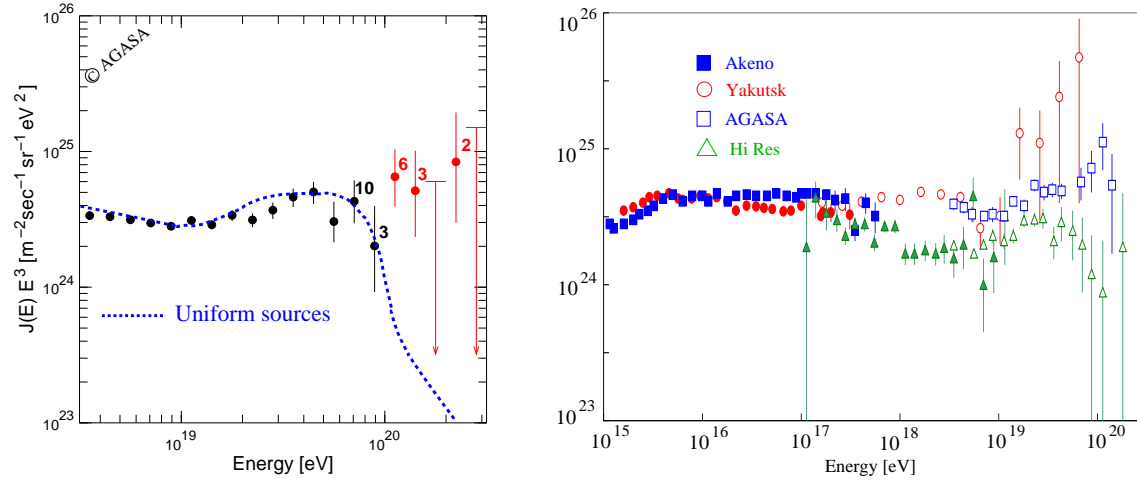 10^26
10^25
10^24
10^23
J(E) E^3 [m^-2 sec^-1 sr^-1 eV^2]
© AGASA
6
3
2
10
3
Uniform sources
10^19
10^20
Energy [eV]
10^26
10^25
10^24
10^23
Akeno
Yakutsk
AGASA
Hi Res
10^15
10^16
10^17
10^18
10^19
10^20
Energy [eV]